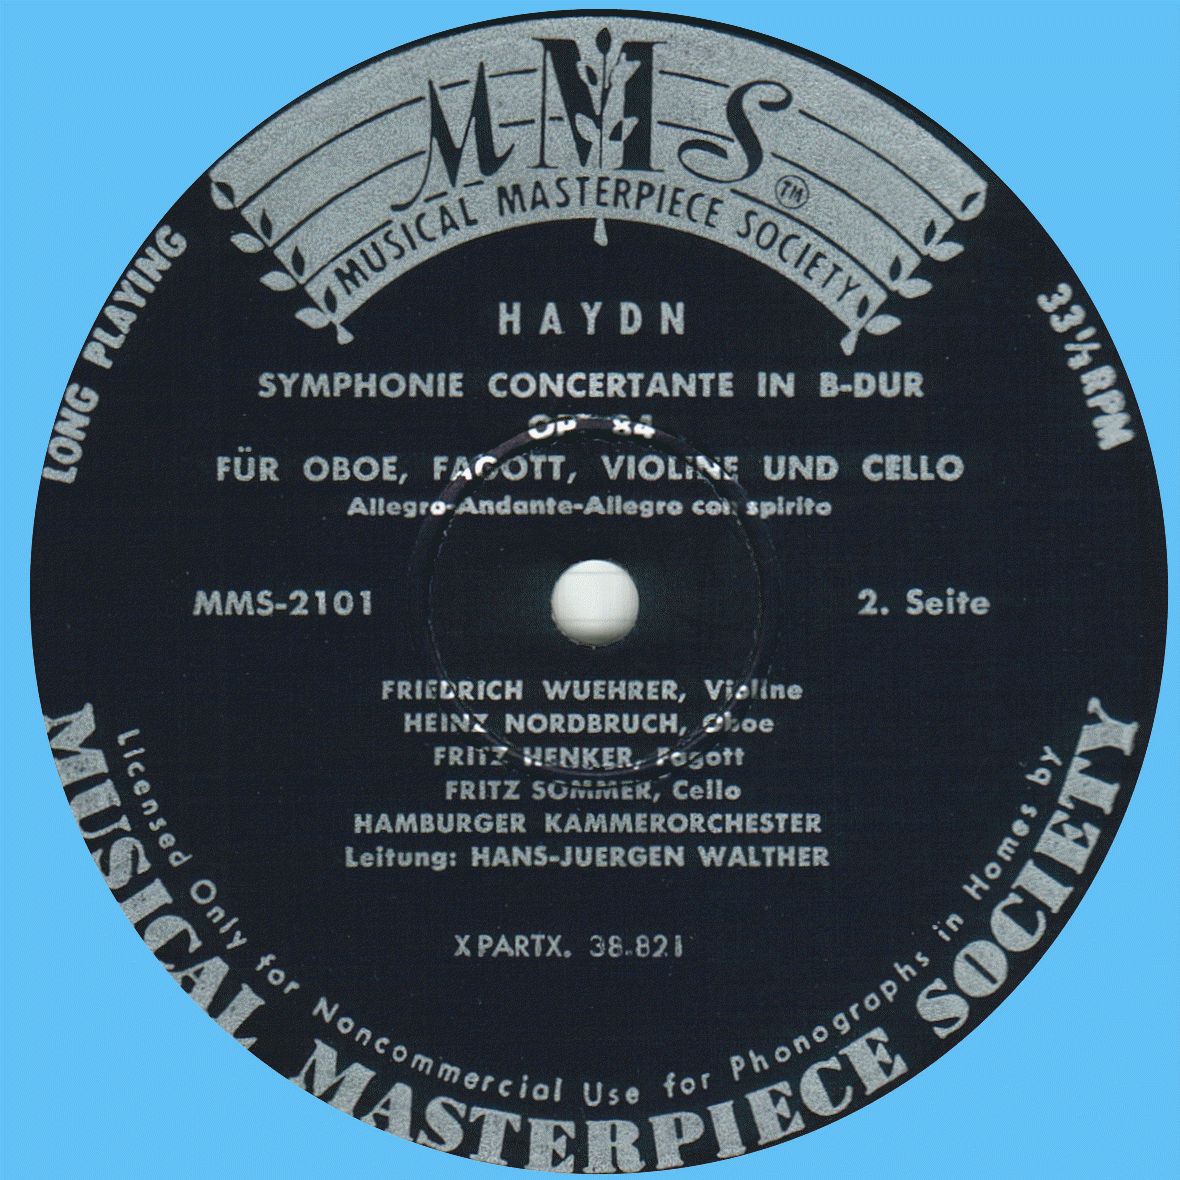 MMS
TM
MUSICAL MASTERPIECE SOCIETY
LONG PLAYING
33⅓ RPM
HAYDN
SYMPHONIE CONCERTANTE IN B-DUR
OP. 84
FÜR OBOE, FAGOTT, VIOLINE UND CELLO
Allegro-Andante-Allegro con spirito
MMS-2101
2. Seite
FRIEDRICH WUEHRER, Violine
HEINZ NORDBRUCH, Oboe
FRITZ HENKER, Fagott
FRITZ SOMMER, Cello
HAMBURGER KAMMERORCHESTER
Leitung: HANS-JUERGEN WALTHER
XPARTX. 38.821
Licensed Only for Noncommercial Use for Phonographs in Homes by
MUSICAL MASTERPIECE SOCIETY